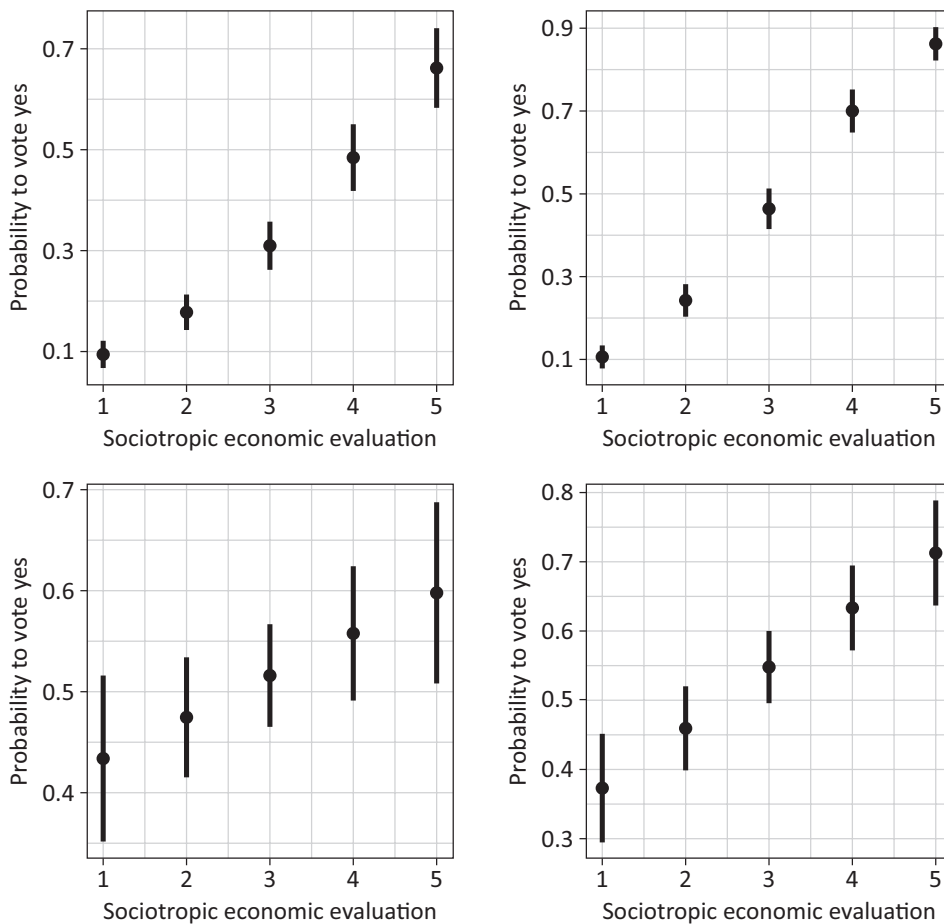 Probability to vote yes
0.7
0.5
0.3
0.1
1 2 3 4 5
Sociotropic economic evaluation
Probability to vote yes
0.9
0.7
0.5
0.3
0.1
1 2 3 4 5
Sociotropic economic evaluation
Probability to vote yes
0.7
0.6
0.5
0.4
1 2 3 4 5
Sociotropic economic evaluation
Probability to vote yes
0.8
0.7
0.6
0.5
0.4
0.3
1 2 3 4 5
Sociotropic economic evaluation